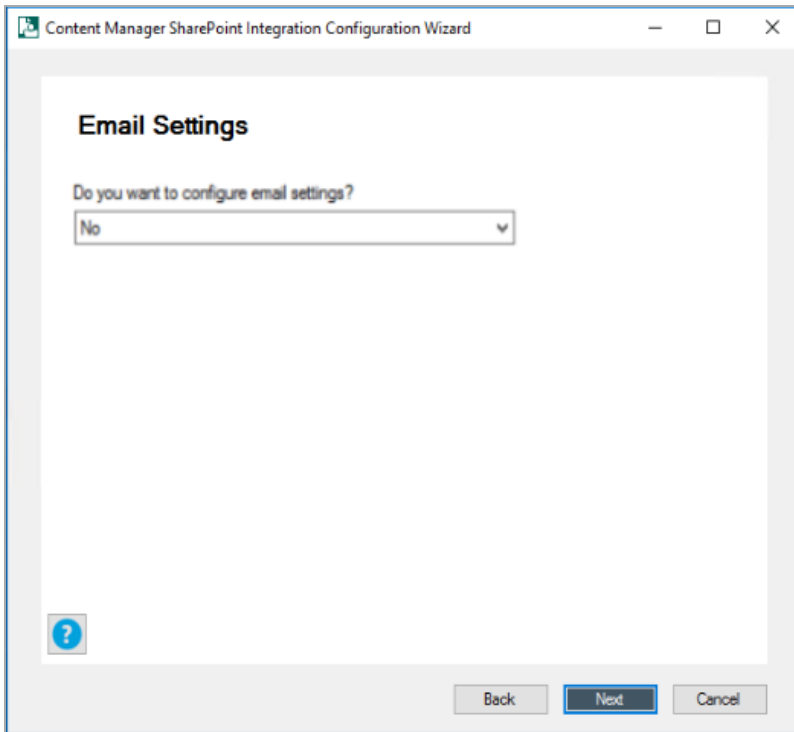 Content Manager SharePoint Integration Configuration Wizard
Email Settings
Do you want to configure email settings?
No
?
Back Next Cancel